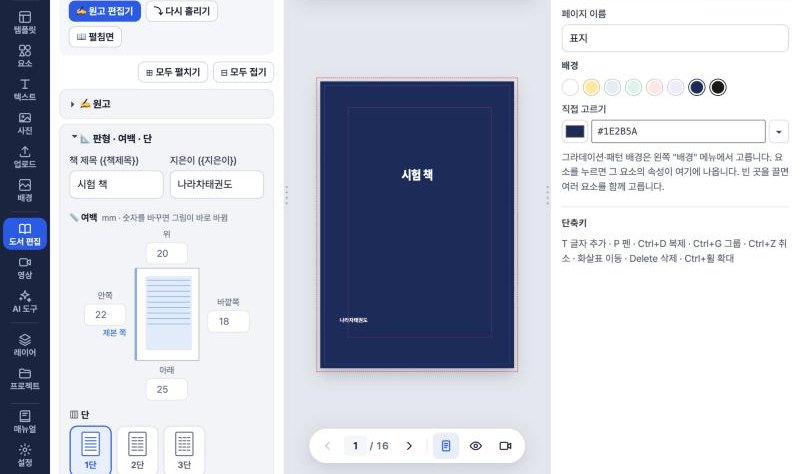 템플릿
요소
텍스트
사진
업로드
배경
도서 편집
영상
AI 도구
레이어
프로젝트
매뉴얼
설정
원고 편집기
다시 흘리기
펼침면
모두 펼치기
모두 접기
원고
판형 · 여백 · 단
책 제목 ({책제목})
지은이 ({지은이})
시험 책
나라차태권도
여백 mm · 숫자를 바꾸면 그림이 바로 바뀜
위
20
안쪽
22
제본 쪽
바깥쪽
18
아래
25
단
1단
2단
3단
시험 책
나라차태권도
1 / 16
페이지 이름
표지
배경
직접 고르기
#1E2B5A
그라데이션·패턴 배경은 왼쪽 "배경" 메뉴에서 고릅니다. 요
소를 누르면 그 요소의 속성이 여기에 나옵니다. 빈 곳을 끌면
여러 요소를 함께 고릅니다.
단축키
T 글자 추가 · P 펜 · Ctrl+D 복제 · Ctrl+G 그룹 · Ctrl+Z 취
소 · 화살표 이동 · Delete 삭제 · Ctrl+휠 확대